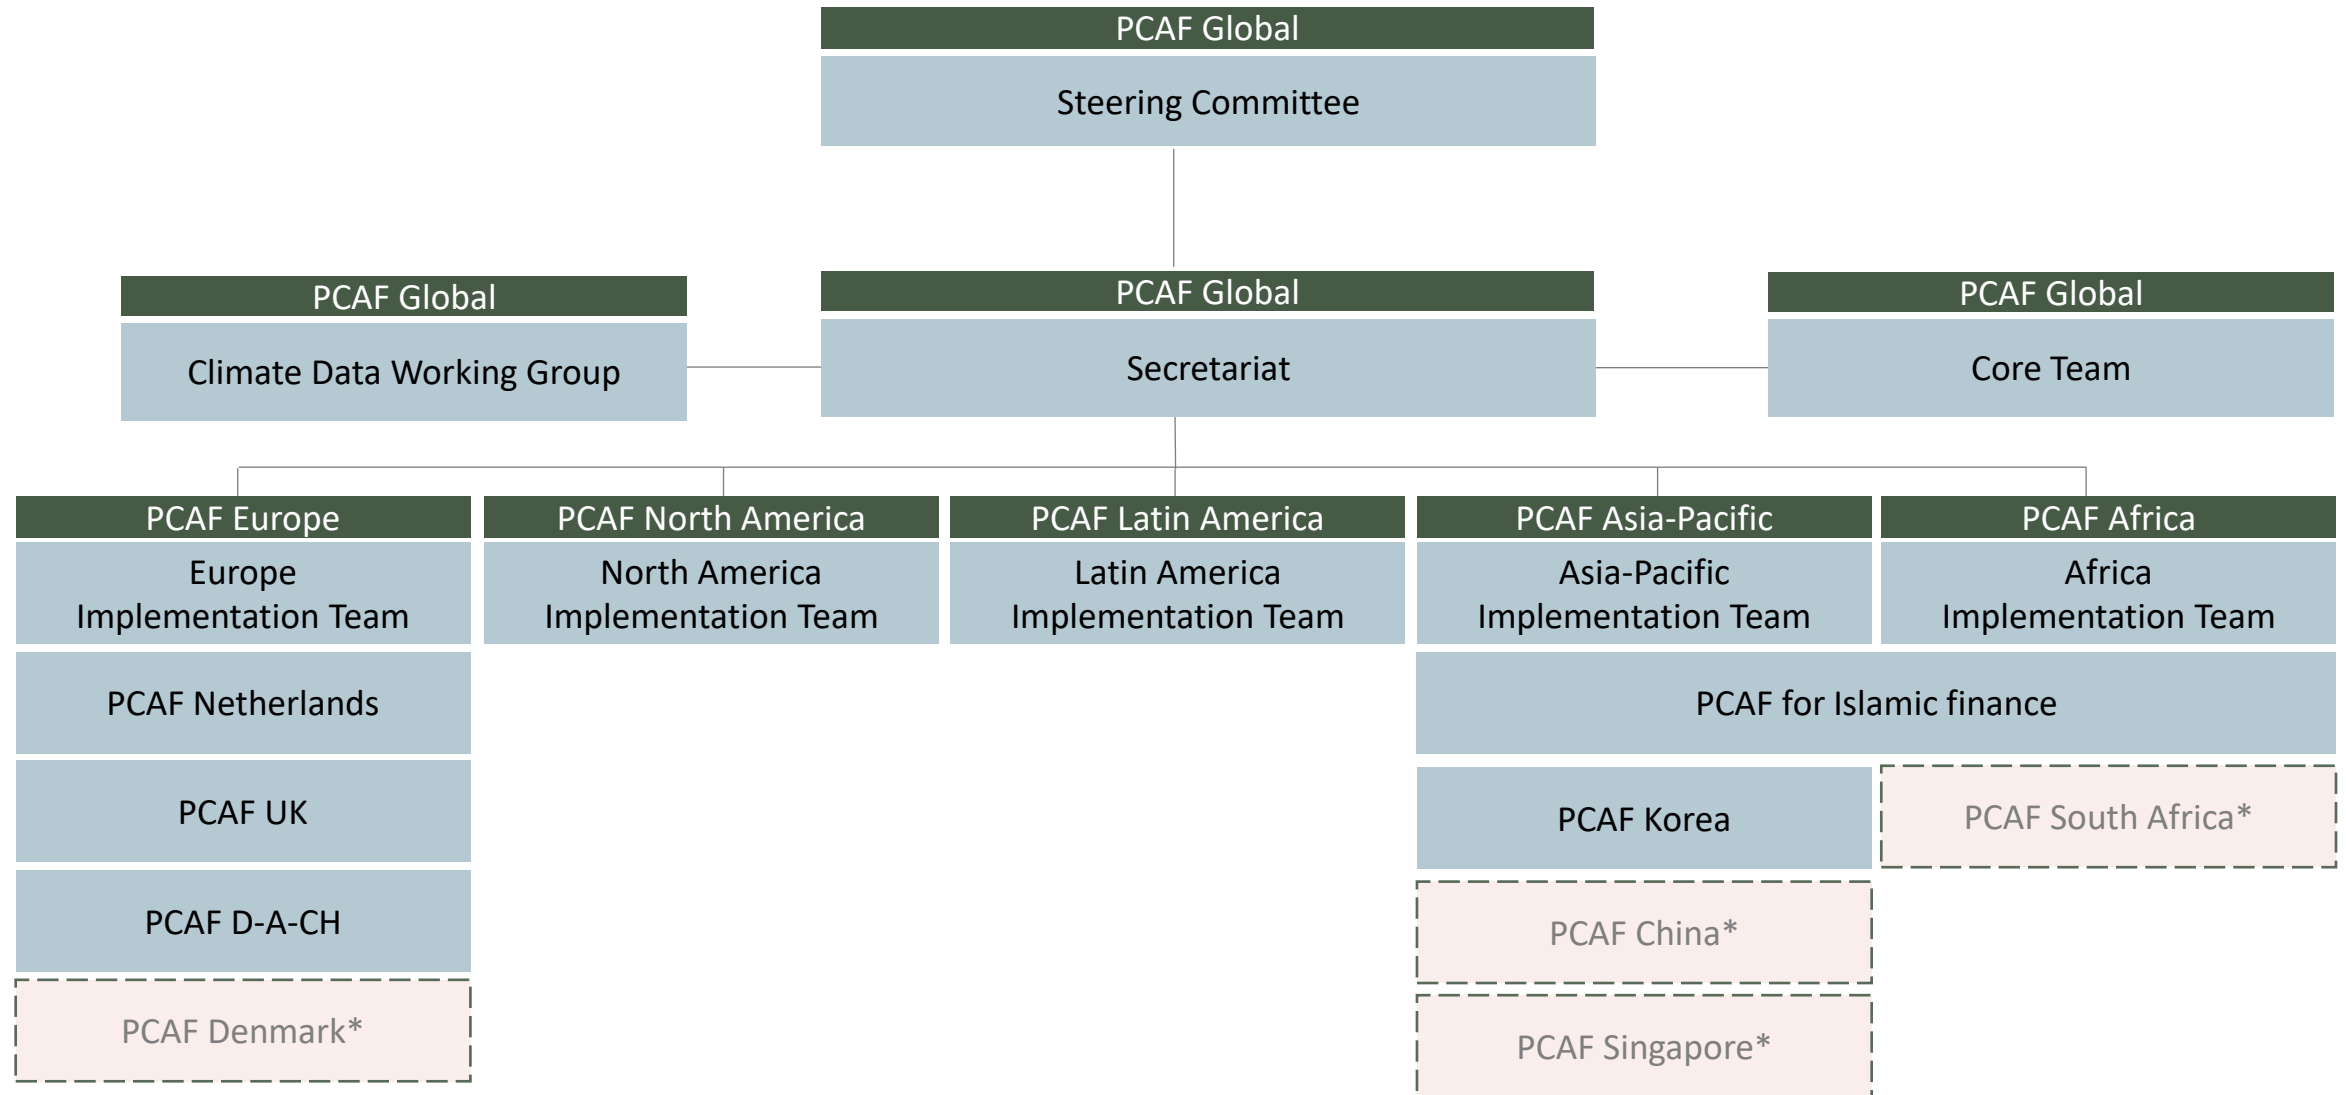 PCAF Global
Steering Committee
PCAF Global
Climate Data Working Group
PCAF Global
Secretariat
PCAF Global
Core Team
PCAF Europe
Europe
Implementation Team
PCAF Netherlands
PCAF UK
PCAF D-A-CH
PCAF Denmark*
PCAF North America
North America
Implementation Team
PCAF Latin America
Latin America
Implementation Team
PCAF Asia-Pacific
Asia-Pacific
Implementation Team
PCAF Africa
Africa
Implementation Team
PCAF for Islamic finance
PCAF Korea
PCAF South Africa*
PCAF China*
PCAF Singapore*